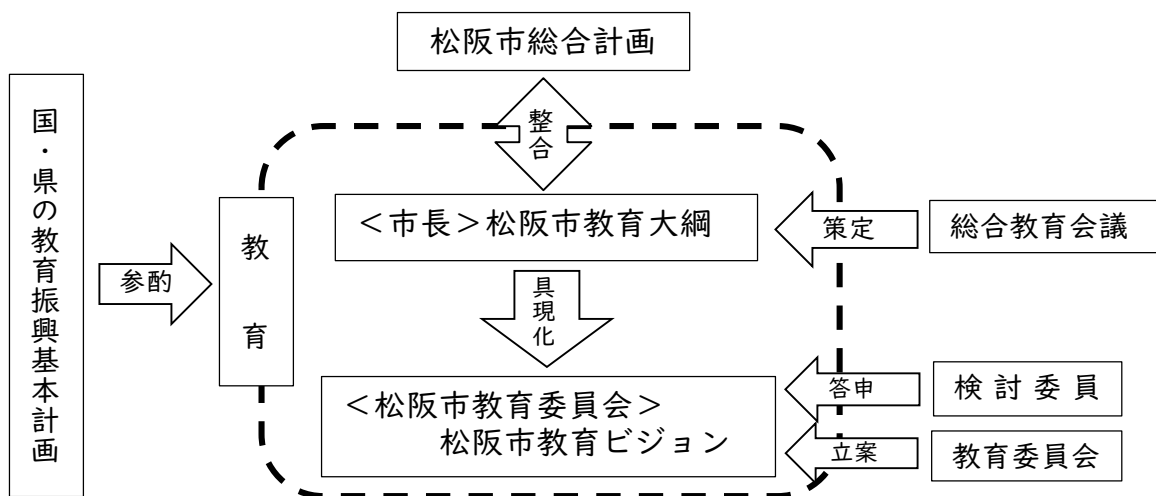 松阪市総合計画
整合
国・県の教育振興基本計画
参酌
教育
＜市長＞松阪市教育大綱
策定
総合教育会議
具現化
＜松阪市教育委員会＞
松阪市教育ビジョン
答申
検討委員
立案
教育委員会